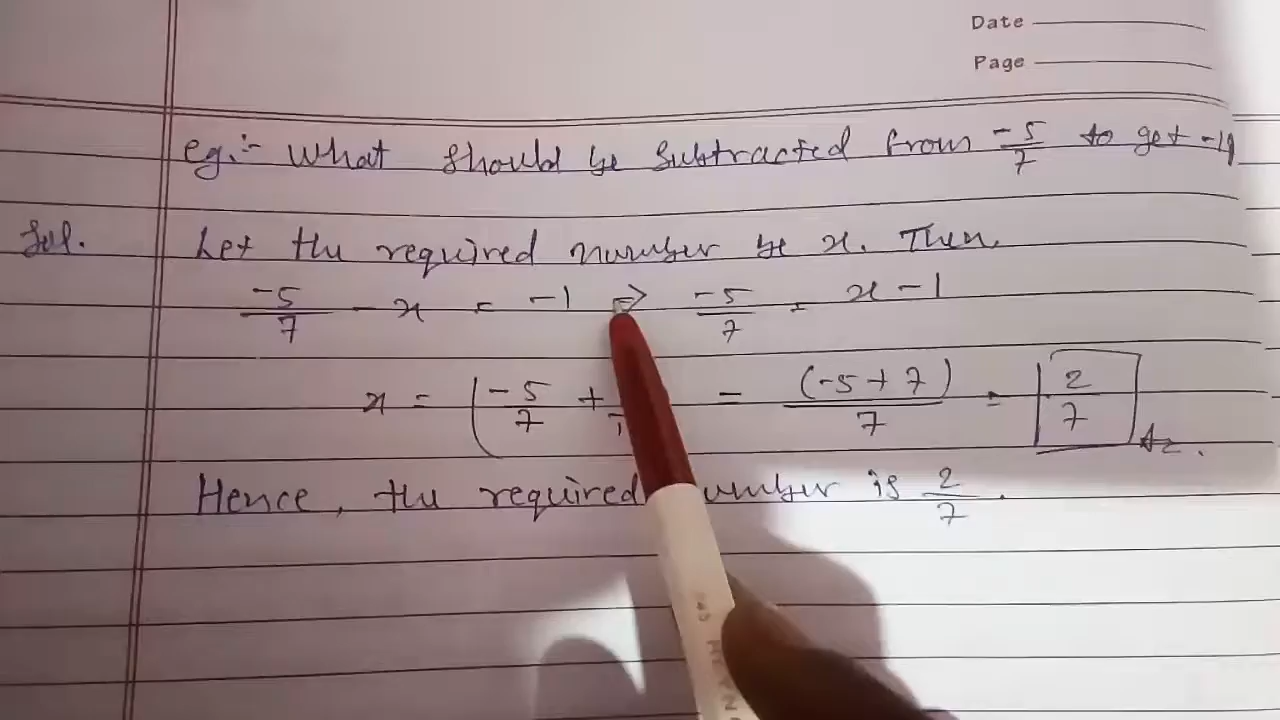 Date
Page
eg:- What should be subtracted from -5/7 to get -1?
Sol. Let the required number be x. Then,
-5/7 - x = -1 ⇒ -5/7 = x - 1
x = ( -5/7 + = (-5+7)/7 = 2/7
Hence, the required number is 2/7.